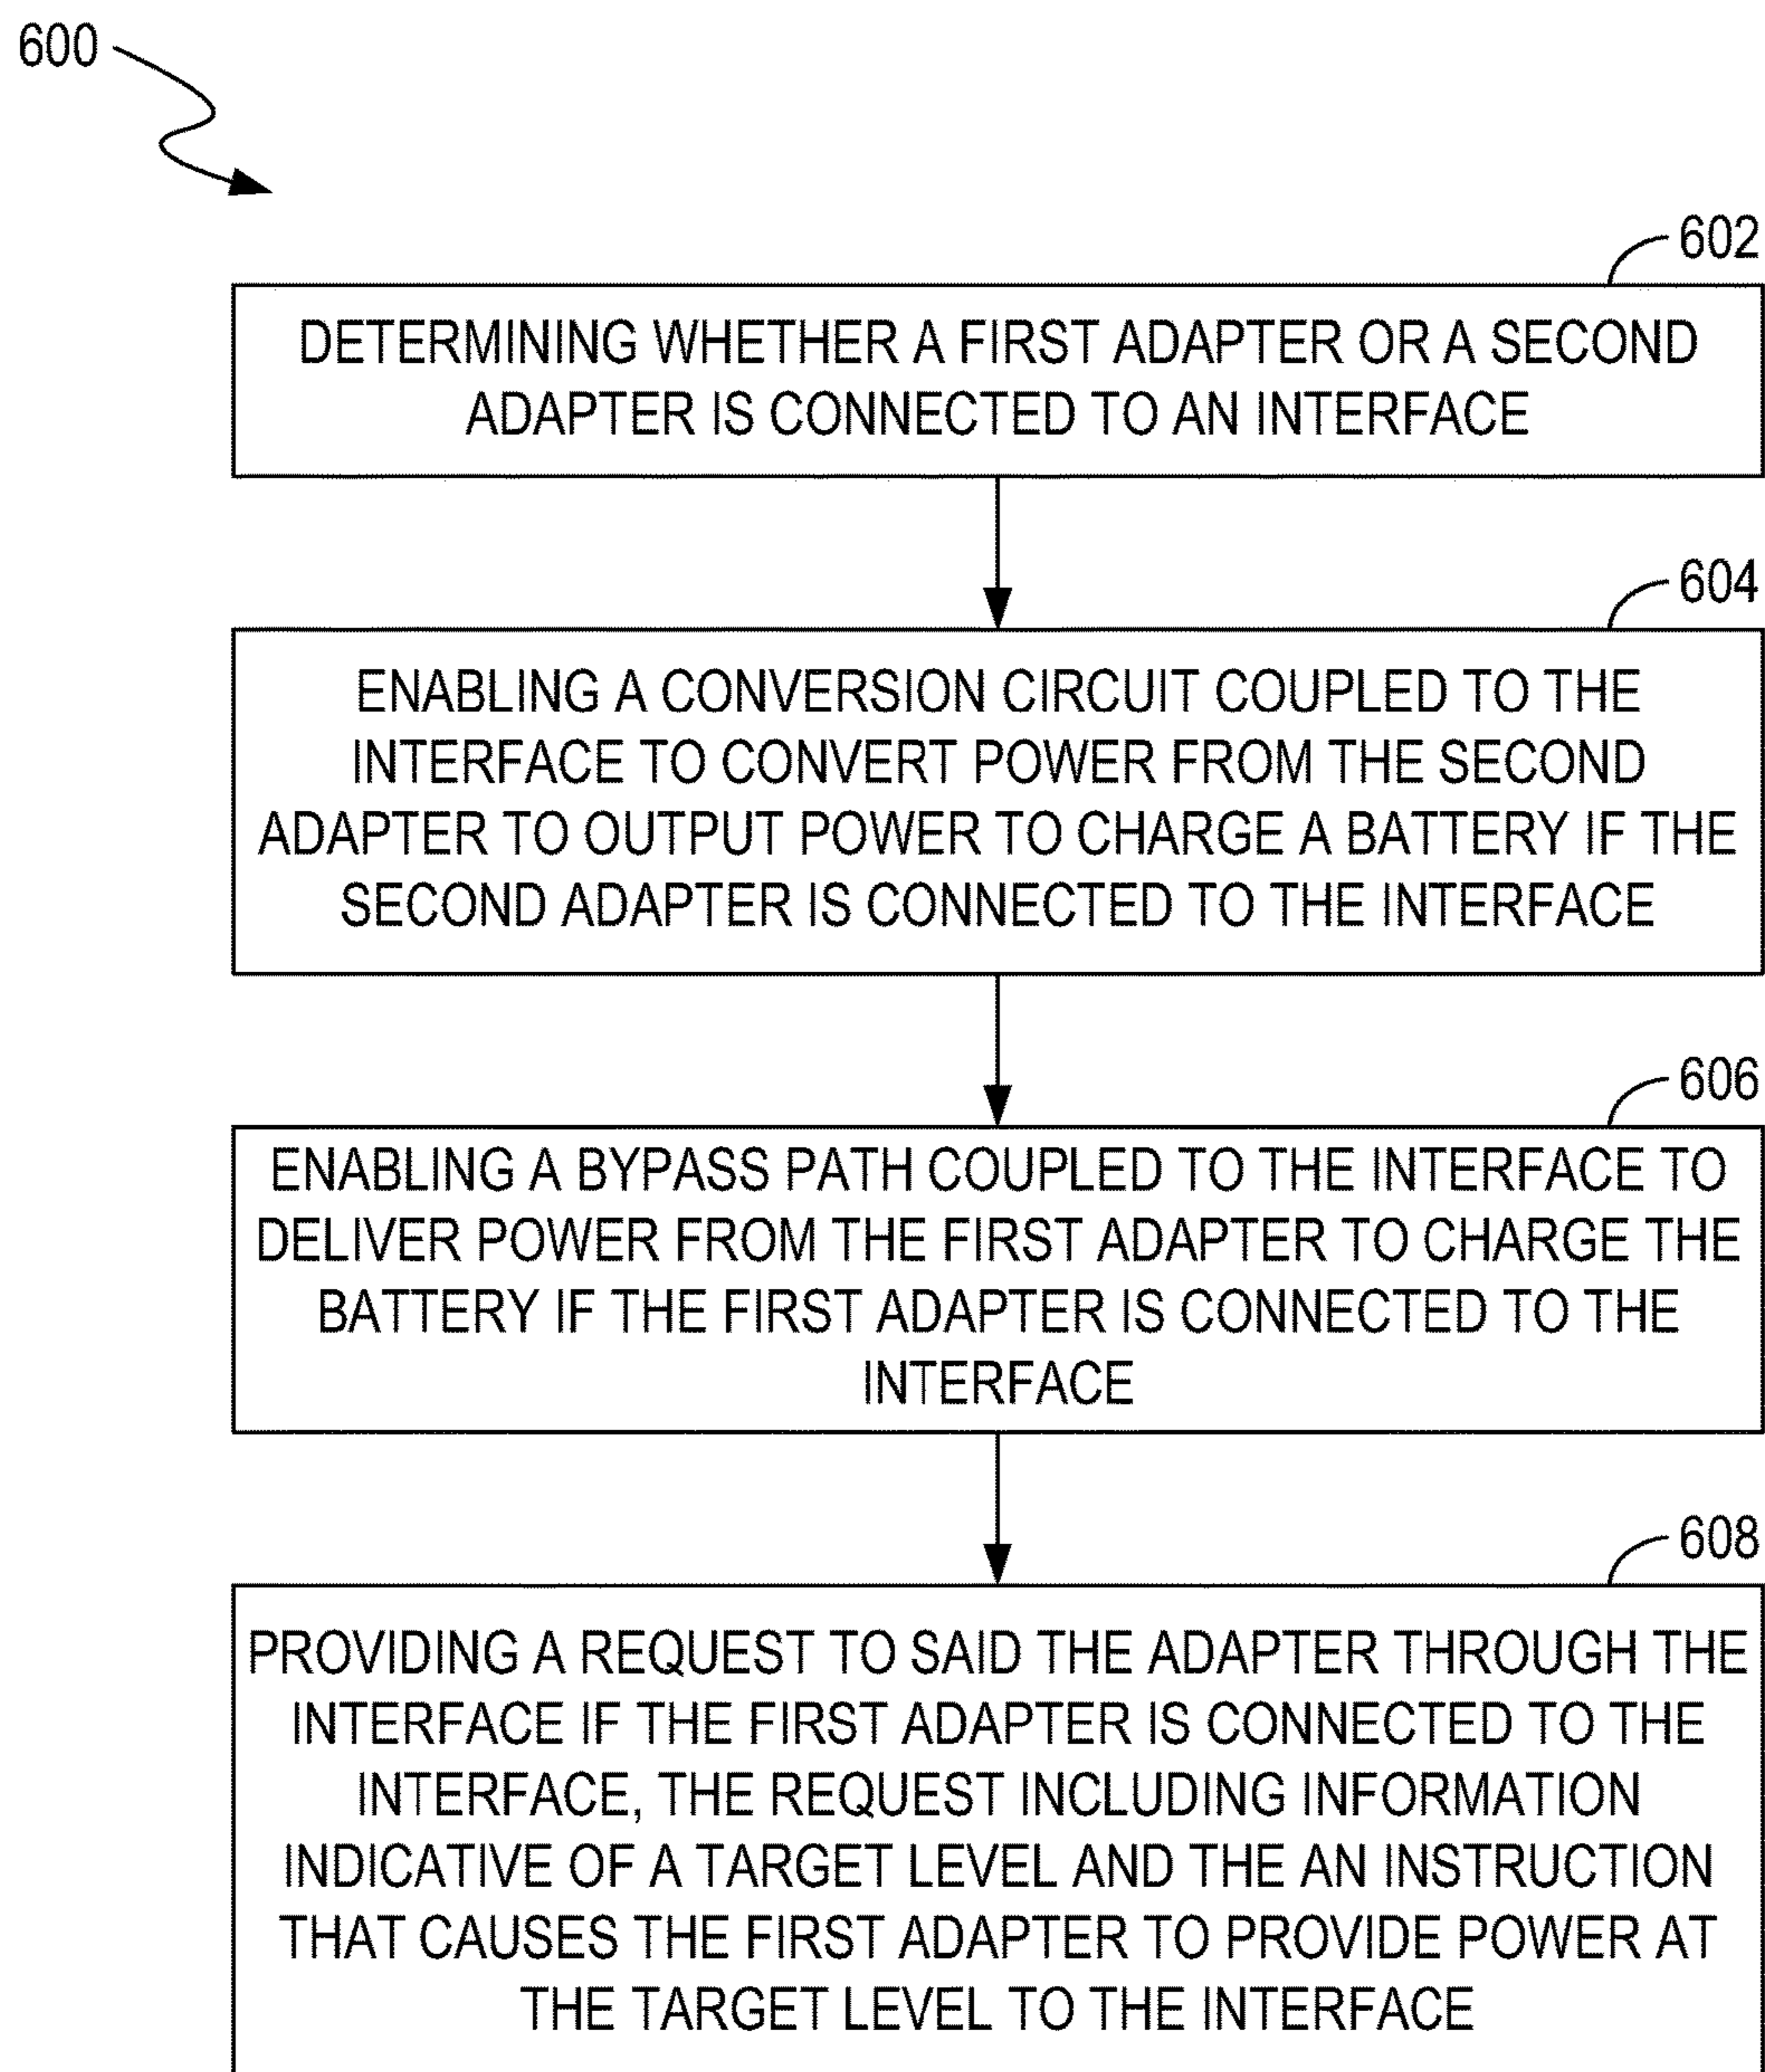 600
602
DETERMINING WHETHER A FIRST ADAPTER OR A SECOND
ADAPTER IS CONNECTED TO AN INTERFACE
604
ENABLING A CONVERSION CIRCUIT COUPLED TO THE
INTERFACE TO CONVERT POWER FROM THE SECOND
ADAPTER TO OUTPUT POWER TO CHARGE A BATTERY IF THE
SECOND ADAPTER IS CONNECTED TO THE INTERFACE
606
ENABLING A BYPASS PATH COUPLED TO THE INTERFACE TO
DELIVER POWER FROM THE FIRST ADAPTER TO CHARGE THE
BATTERY IF THE FIRST ADAPTER IS CONNECTED TO THE
INTERFACE
608
PROVIDING A REQUEST TO SAID THE ADAPTER THROUGH THE
INTERFACE IF THE FIRST ADAPTER IS CONNECTED TO THE
INTERFACE, THE REQUEST INCLUDING INFORMATION
INDICATIVE OF A TARGET LEVEL AND THE AN INSTRUCTION
THAT CAUSES THE FIRST ADAPTER TO PROVIDE POWER AT
THE TARGET LEVEL TO THE INTERFACE